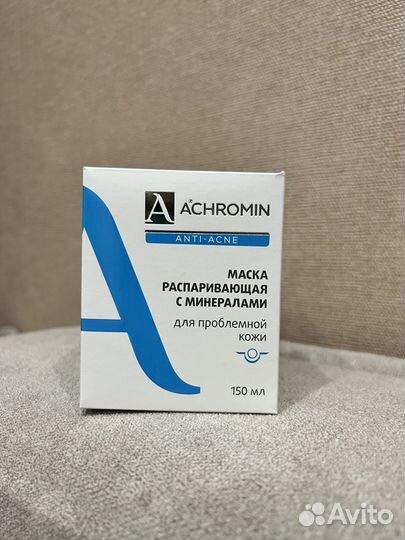 A ACHROMIN
ANTI-ACNE
МАСКА
РАСПАРИВАЮЩАЯ
С МИНЕРАЛАМИ
для проблемной
кожи
150 мл
Avito